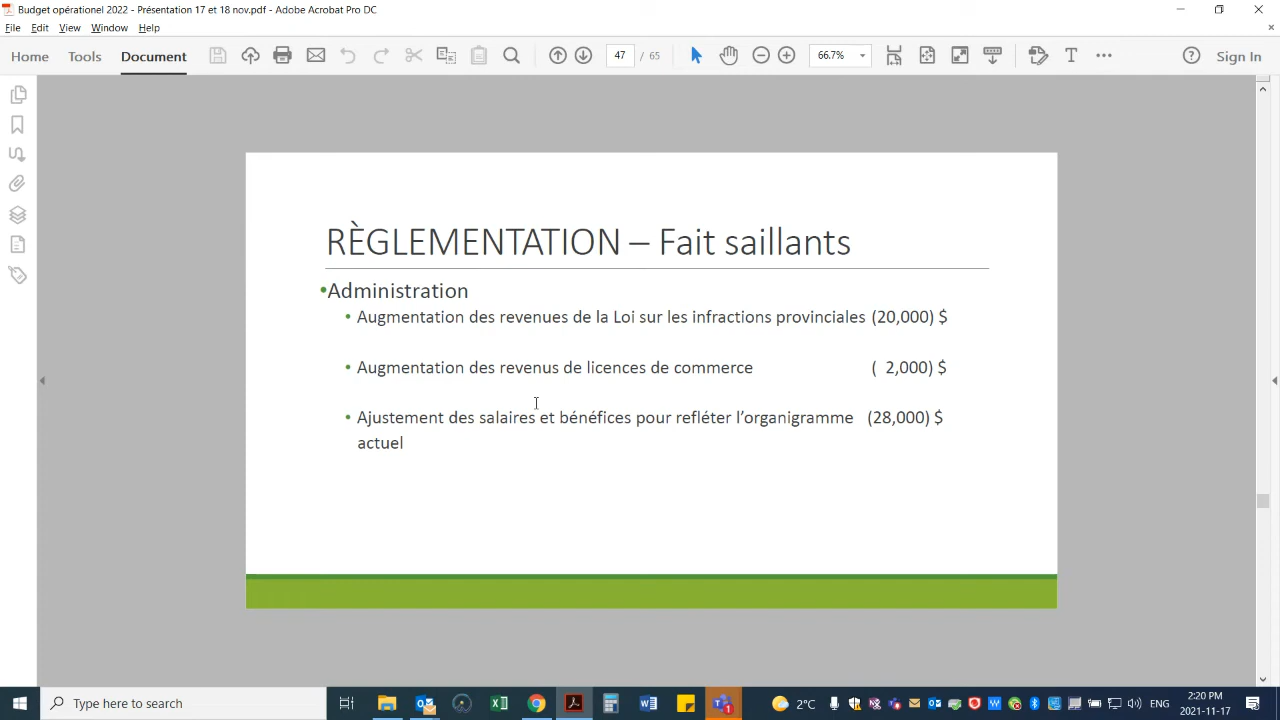 Budget opérationel 2022 - Présentation 17 et 18 nov.pdf - Adobe Acrobat Pro DC
File Edit View Window Help
Home Tools Document 47 / 65 66.7% Sign In
RÈGLEMENTATION – Fait saillants
•Administration
• Augmentation des revenues de la Loi sur les infractions provinciales (20,000) $
• Augmentation des revenus de licences de commerce ( 2,000) $
• Ajustement des salaires et bénéfices pour refléter l'organigramme (28,000) $
actuel
Type here to search
2°C
ENG
2:20 PM
2021-11-17